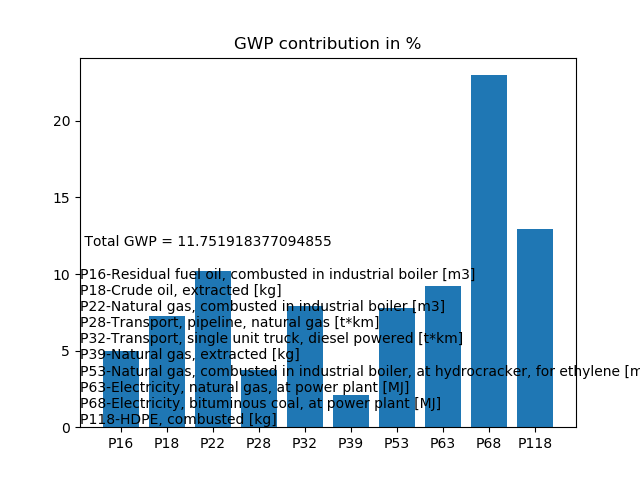 GWP contribution in %
20
15
Total GWP = 11.751918377094855
10
P16-Residual fuel oil, combusted in industrial boiler [m3]
P18-Crude oil, extracted [kg]
P22-Natural gas, combusted in industrial boiler [m3]
P28-Transport, pipeline, natural gas [t*km]
P32-Transport, single unit truck, diesel powered [t*km]
5
P39-Natural gas, extracted [kg]
P53-Natural gas, combusted in industrial boiler, at hydrocracker, for ethylene [m
P63-Electricity, natural gas, at power plant [MJ]
P68-Electricity, bituminous coal, at power plant [MJ]
P118-HDPE, combusted [kg]
0
P16 P18 P22 P28 P32 P39 P53 P63 P68 P118